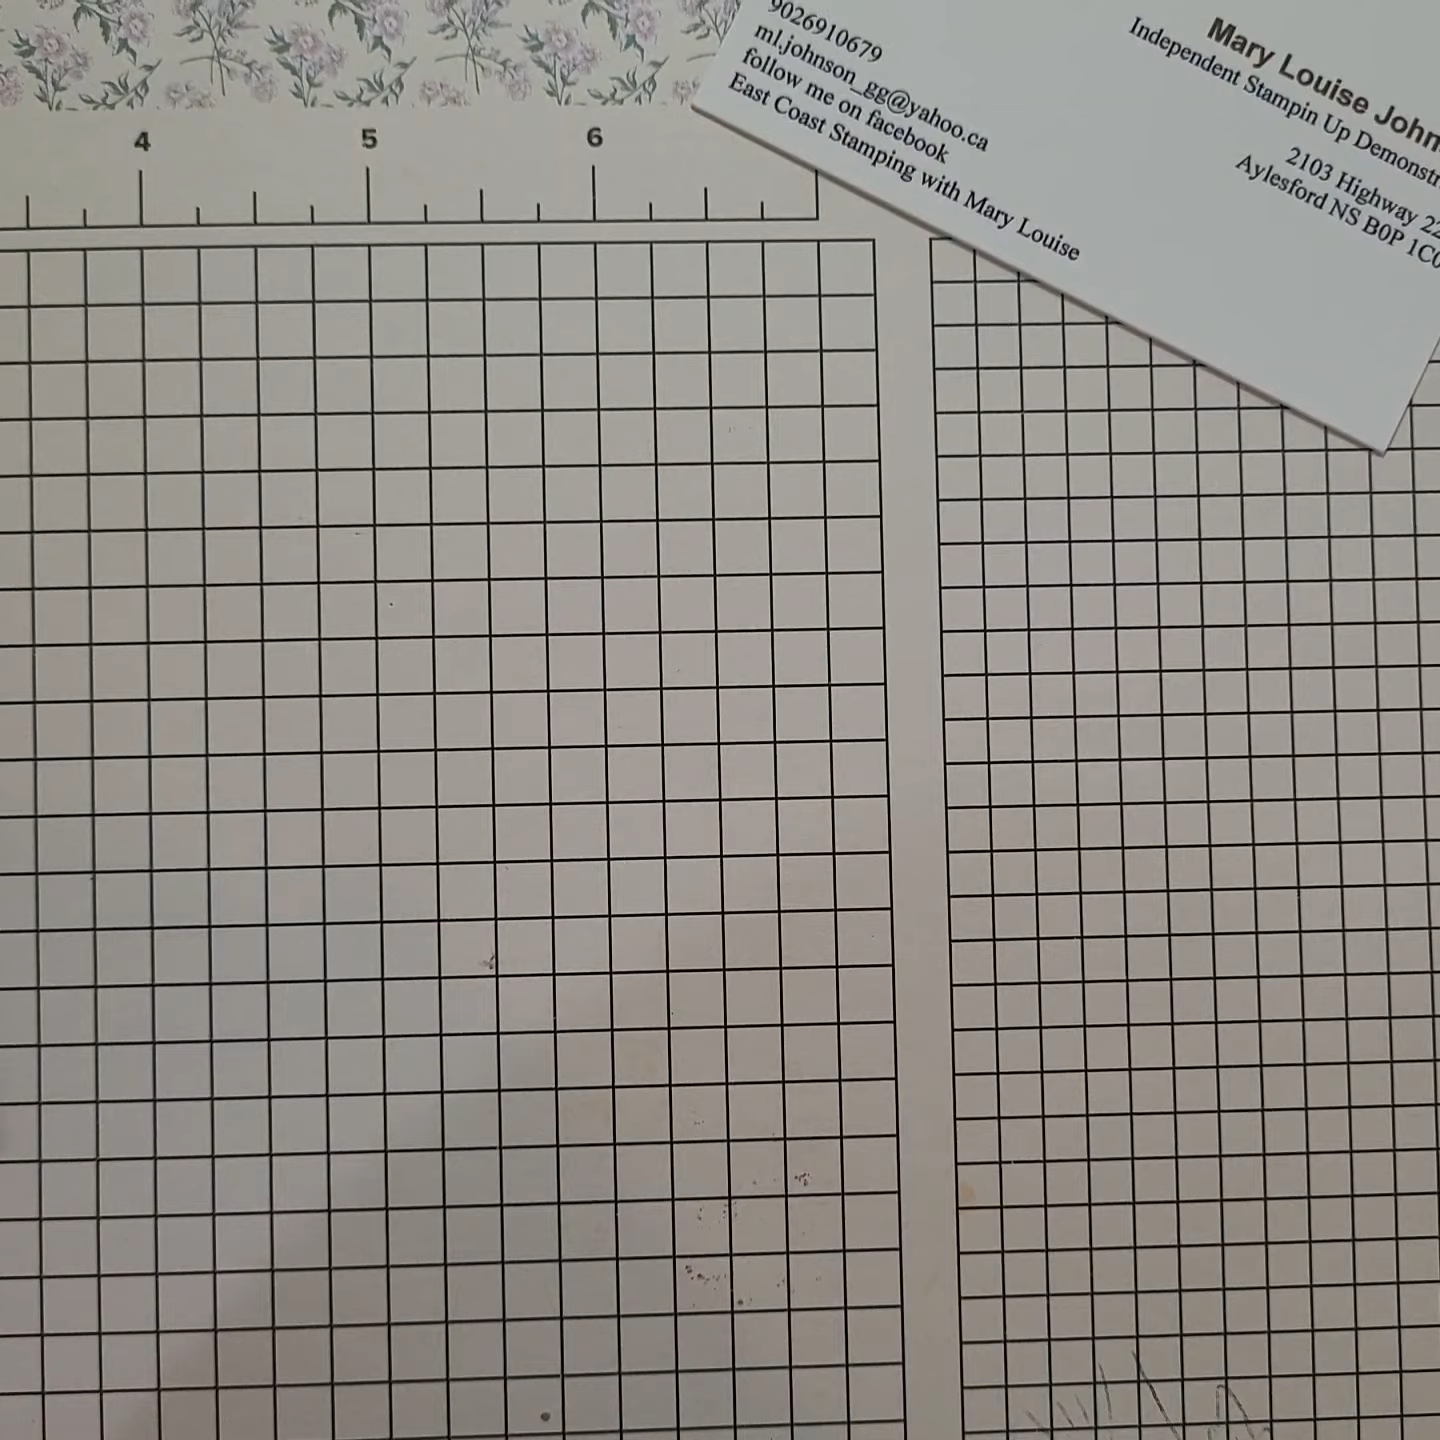 4 5 6
9026910679
ml.johnson_gg@yahoo.ca
follow me on facebook
East Coast Stamping with Mary Louise
Mary Louise John
Independent Stampin Up Demonstr
2103 Highway 22
Aylesford NS B0P 1C0